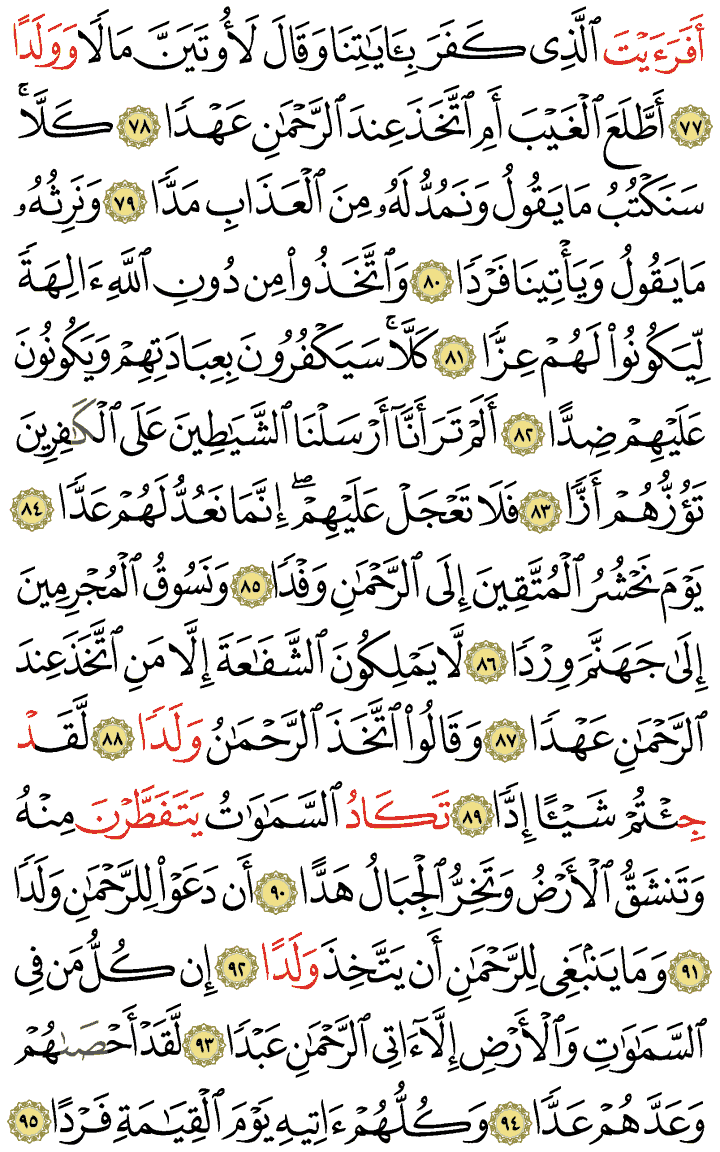 أَفَرَءَيْتَ ٱلَّذِى كَفَرَ بِـَٔايَٰتِنَا وَقَالَ لَأُوتَيَنَّ مَالًا وَوَلَدًا
٧٧ أَطَّلَعَ ٱلْغَيْبَ أَمِ ٱتَّخَذَ عِندَ ٱلرَّحْمَٰنِ عَهْدًا ٧٨ كَلَّا ۚ
سَنَكْتُبُ مَا يَقُولُ وَنَمُدُّ لَهُۥ مِنَ ٱلْعَذَابِ مَدًّا ٧٩ وَنَرِثُهُۥ
مَا يَقُولُ وَيَأْتِينَا فَرْدًا ٨٠ وَٱتَّخَذُوا۟ مِن دُونِ ٱللَّهِ ءَالِهَةً
لِّيَكُونُوا۟ لَهُمْ عِزًّا ٨١ كَلَّا ۚ سَيَكْفُرُونَ بِعِبَادَتِهِمْ وَيَكُونُونَ
عَلَيْهِمْ ضِدًّا ٨٢ أَلَمْ تَرَ أَنَّآ أَرْسَلْنَا ٱلشَّيَٰطِينَ عَلَى ٱلْكَٰفِرِينَ
تَؤُزُّهُمْ أَزًّا ٨٣ فَلَا تَعْجَلْ عَلَيْهِمْ ۖ إِنَّمَا نَعُدُّ لَهُمْ عَدًّا ٨٤
يَوْمَ نَحْشُرُ ٱلْمُتَّقِينَ إِلَى ٱلرَّحْمَٰنِ وَفْدًا ٨٥ وَنَسُوقُ ٱلْمُجْرِمِينَ
إِلَىٰ جَهَنَّمَ وِرْدًا ٨٦ لَّا يَمْلِكُونَ ٱلشَّفَٰعَةَ إِلَّا مَنِ ٱتَّخَذَ عِندَ
ٱلرَّحْمَٰنِ عَهْدًا ٨٧ وَقَالُوا۟ ٱتَّخَذَ ٱلرَّحْمَٰنُ وَلَدًا ٨٨ لَّقَدْ
جِئْتُمْ شَيْـًٔا إِدًّا ٨٩ تَكَادُ ٱلسَّمَٰوَٰتُ يَتَفَطَّرْنَ مِنْهُ
وَتَنشَقُّ ٱلْأَرْضُ وَتَخِرُّ ٱلْجِبَالُ هَدًّا ٩٠ أَن دَعَوْا۟ لِلرَّحْمَٰنِ وَلَدًا
٩١ وَمَا يَنۢبَغِى لِلرَّحْمَٰنِ أَن يَتَّخِذَ وَلَدًا ٩٢ إِن كُلُّ مَن فِى
ٱلسَّمَٰوَٰتِ وَٱلْأَرْضِ إِلَّآ ءَاتِى ٱلرَّحْمَٰنِ عَبْدًا ٩٣ لَّقَدْ أَحْصَىٰهُمْ
وَعَدَّهُمْ عَدًّا ٩٤ وَكُلُّهُمْ ءَاتِيهِ يَوْمَ ٱلْقِيَٰمَةِ فَرْدًا ٩٥